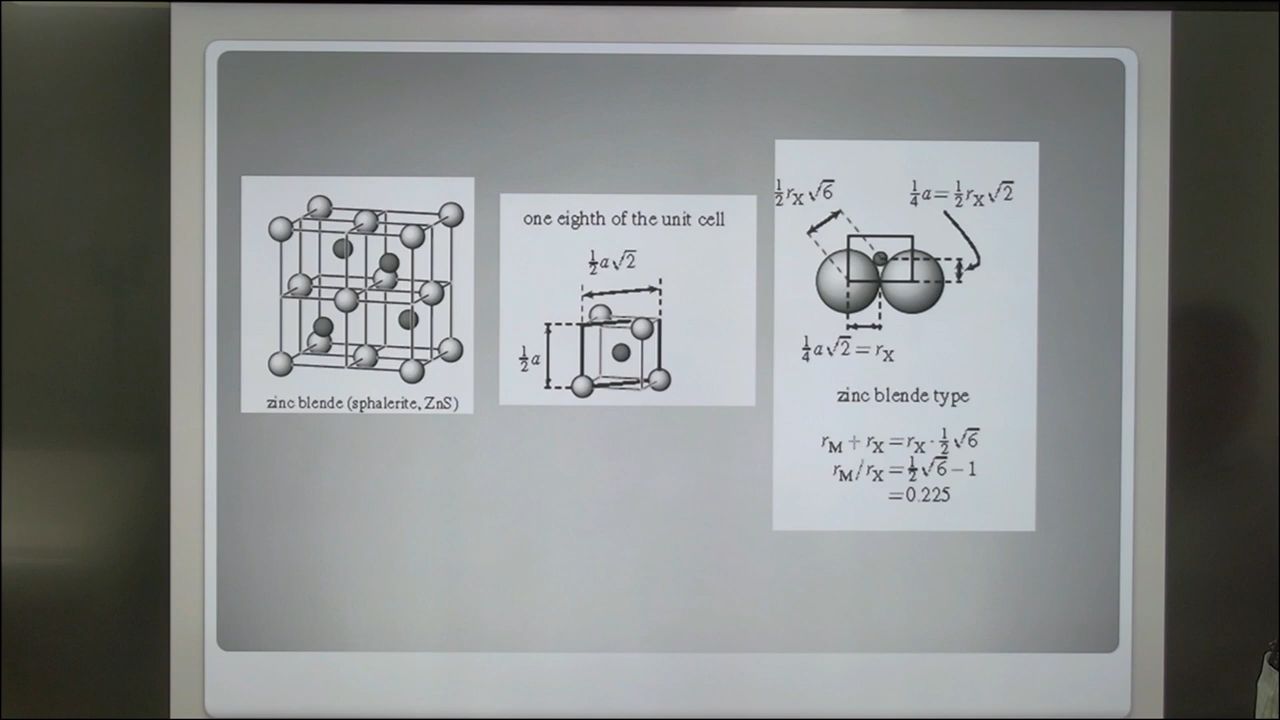 zinc blende (sphalerite, ZnS)
one eighth of the unit cell
½a√2
½a
½rX√6
¼a=½rX√2
¼a√2=rX
zinc blende type
rM+rX=rX·½√6
rM/rX=½√6−1
=0.225